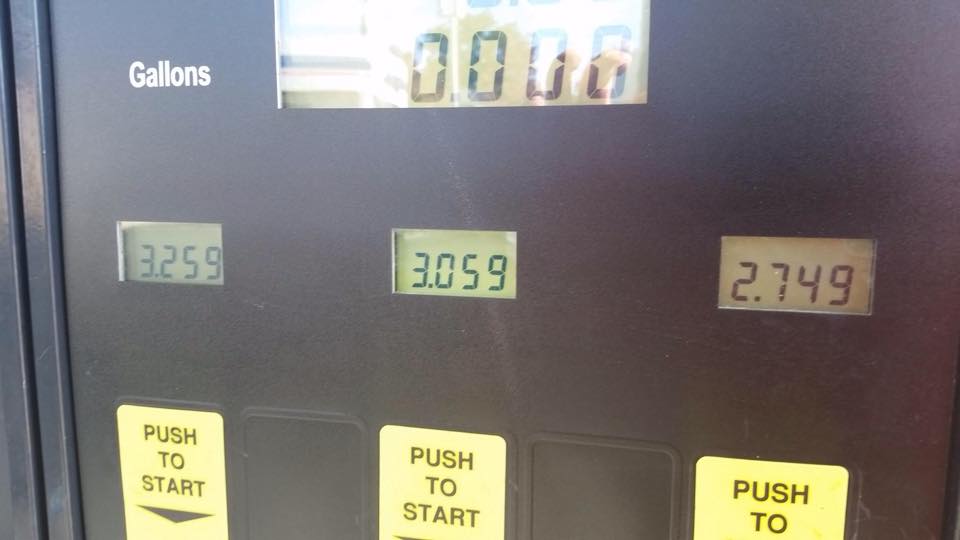 Gallons
0.000
3.259
3.059
2.749
PUSH
TO
START
PUSH
TO
START
PUSH
TO